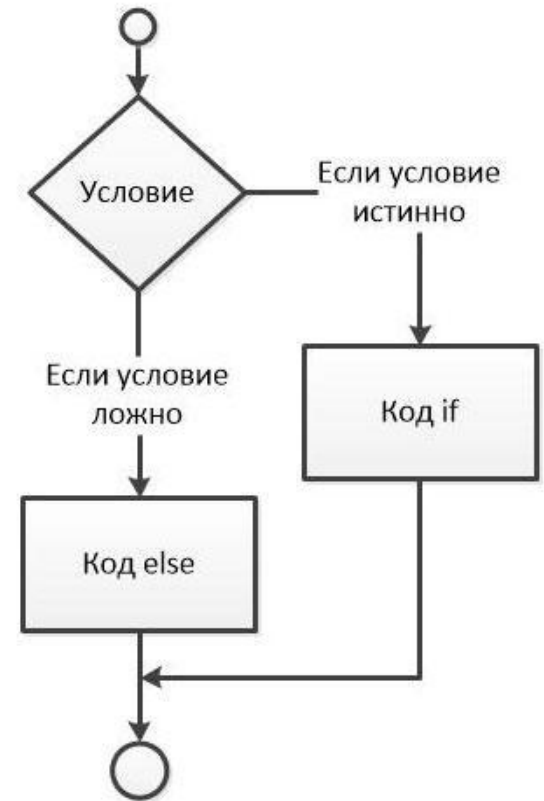 Условие
Если условие
истинно
Если условие
ложно
Код if
Код else